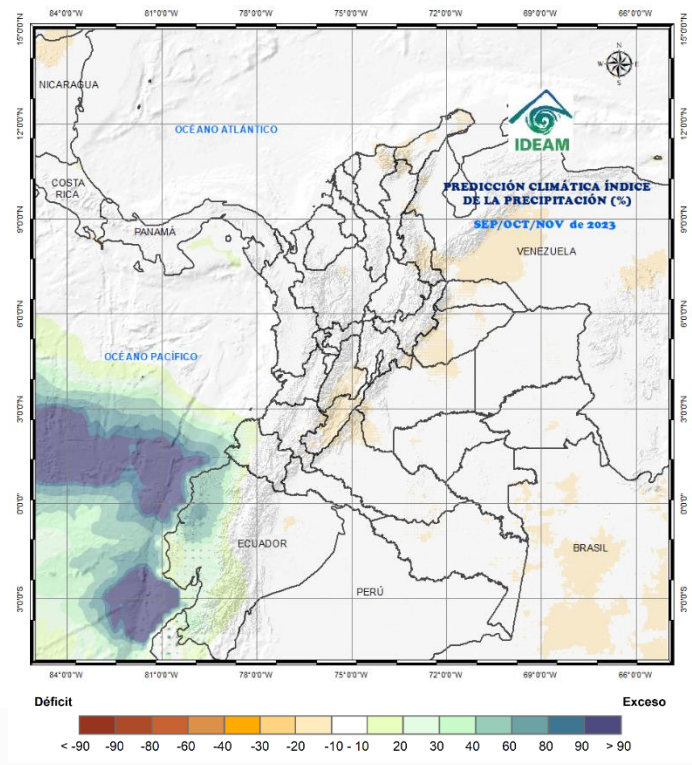 84°0'0"W 81°0'0"W 78°0'0"W 75°0'0"W 72°0'0"W 69°0'0"W 66°0'0"W
15°0'0"N 15°0'0"N
N
W E
S
NICARAGUA
12°0'0"N 12°0'0"N
OCÉANO ATLÁNTICO
IDEAM
COSTA
RICA
PREDICCIÓN CLIMÁTICA ÍNDICE
DE LA PRECIPITACIÓN (%)
SEP/OCT/NOV de 2023
9°0'0"N 9°0'0"N
PANAMÁ
VENEZUELA
6°0'0"N 6°0'0"N
OCÉANO PACÍFICO
3°0'0"N 3°0'0"N
0°0'0" 0°0'0"
ECUADOR
BRASIL
PERÚ
3°0'0"S 3°0'0"S
84°0'0"W 81°0'0"W 78°0'0"W 75°0'0"W 72°0'0"W 69°0'0"W 66°0'0"W
Déficit Exceso
< -90 -90 -80 -60 -40 -30 -20 -10 - 10 20 30 40 60 80 90 > 90